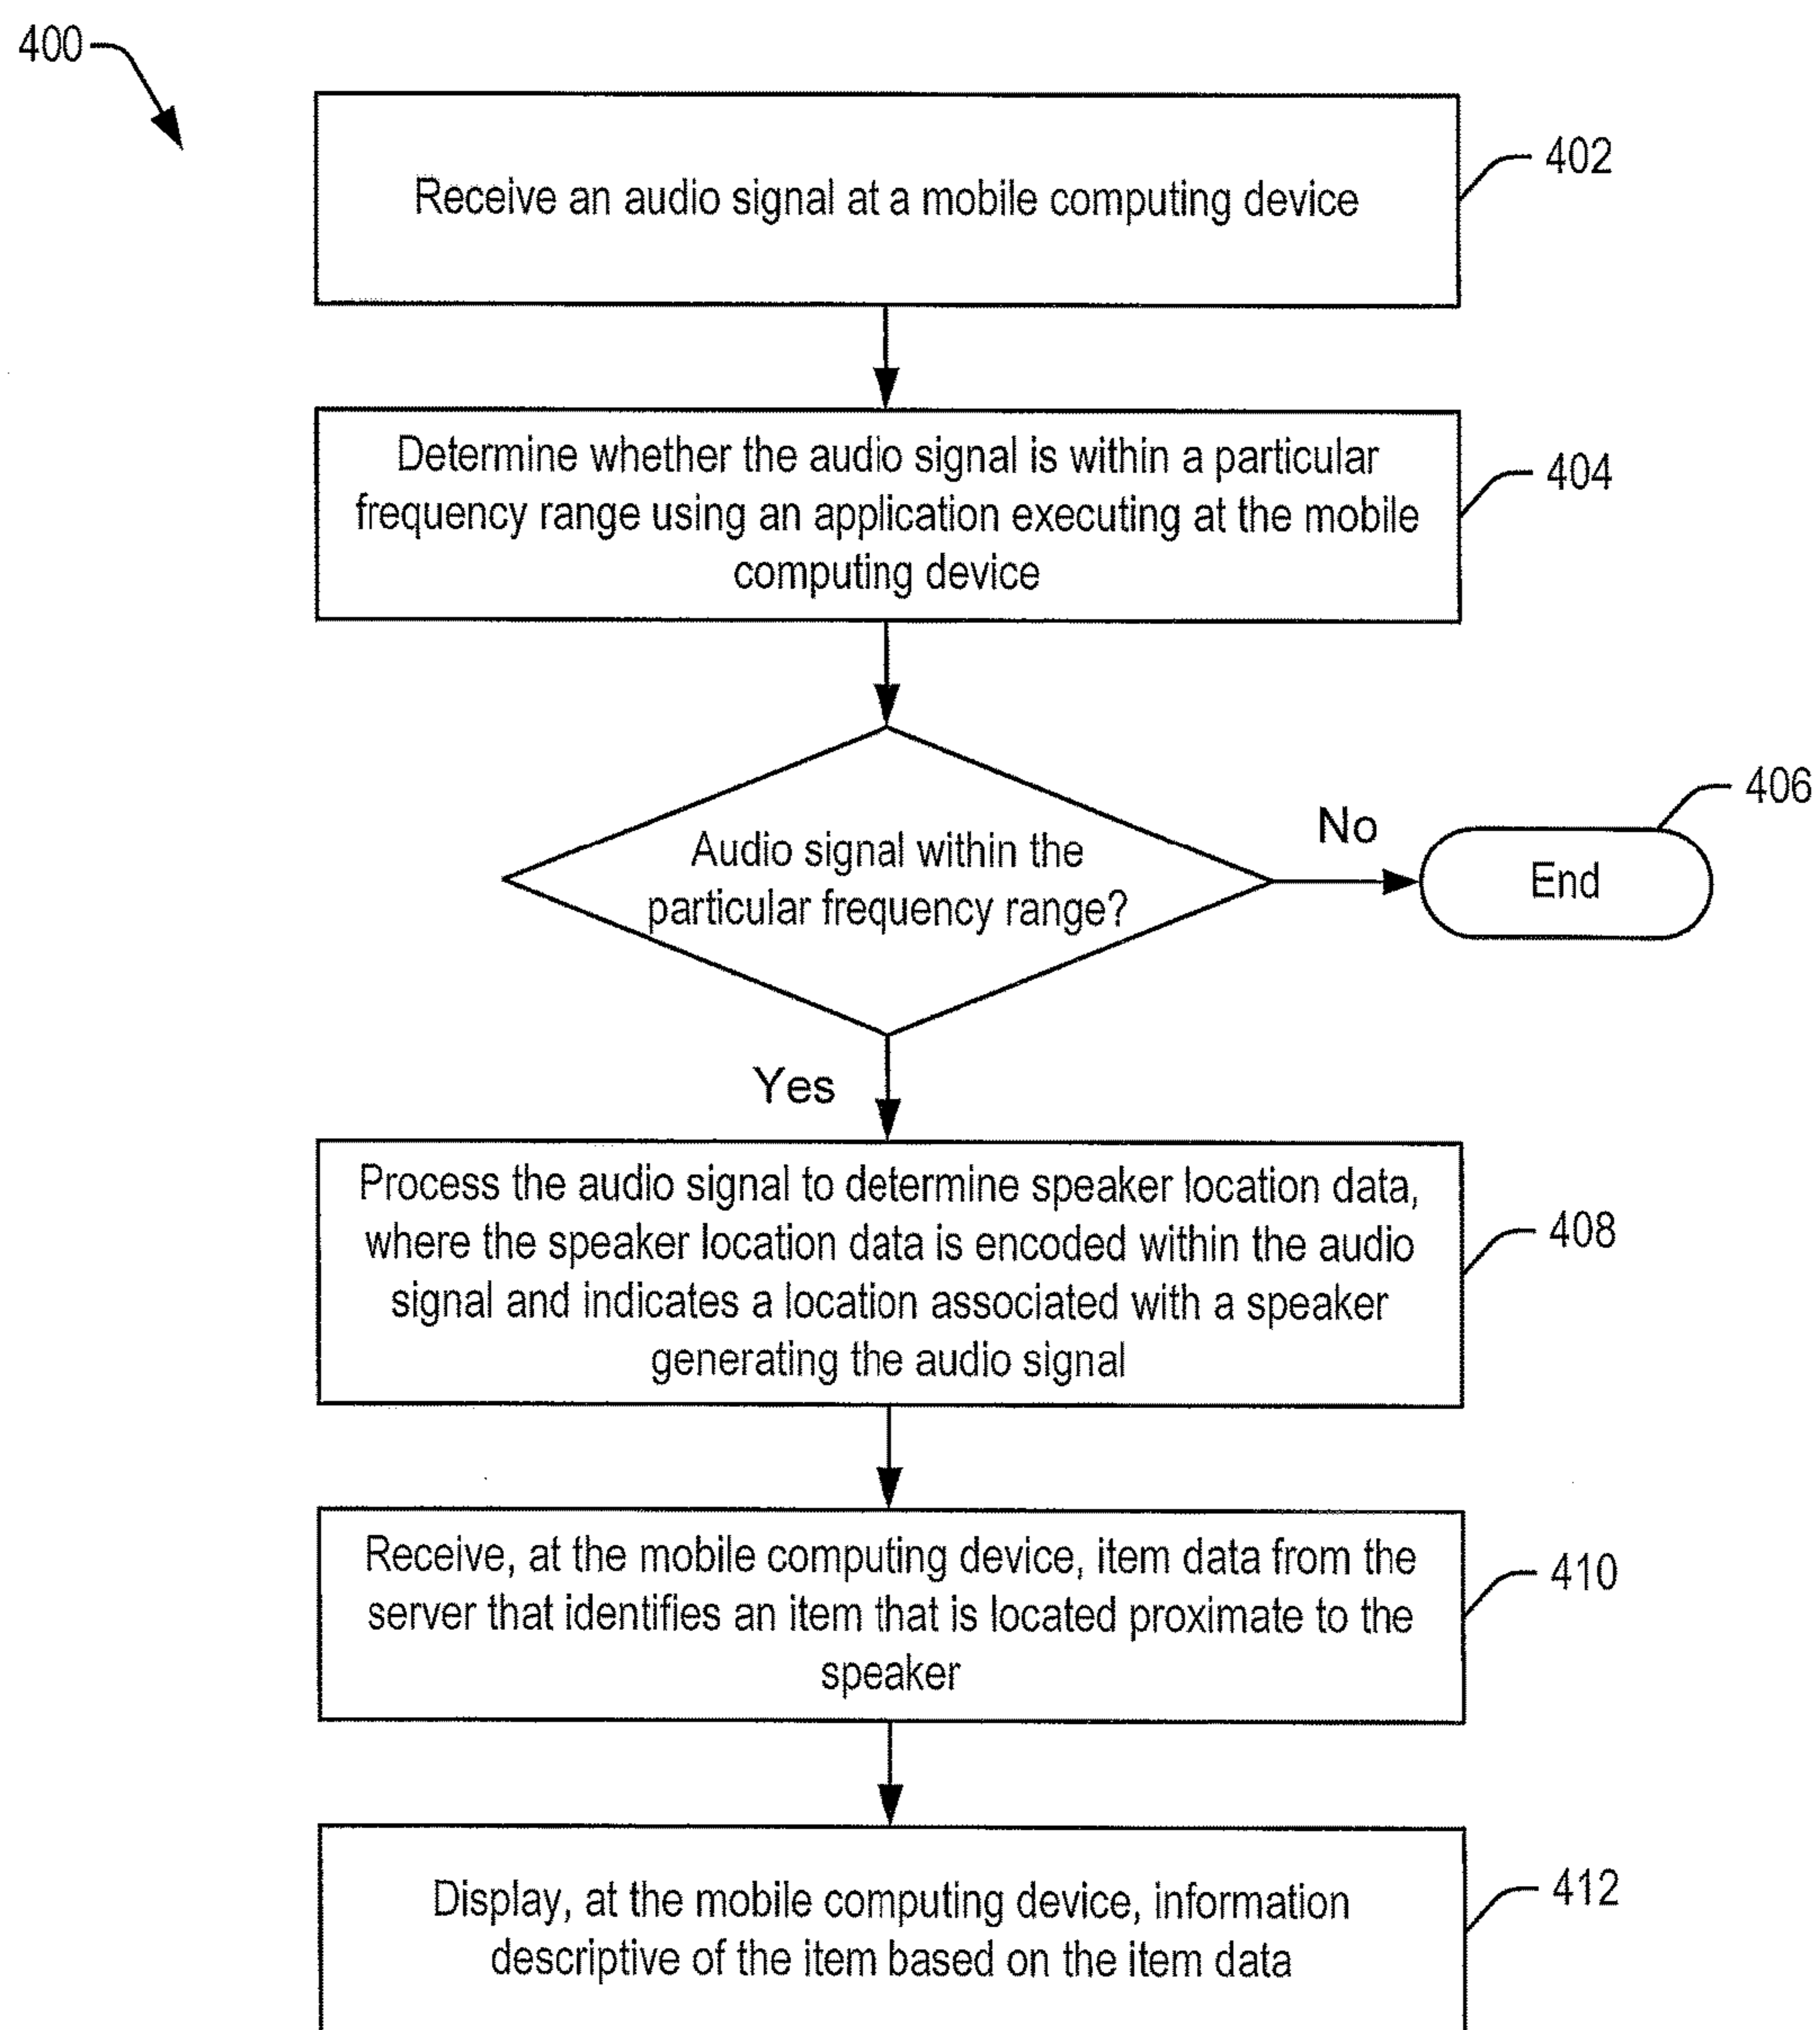 400
Receive an audio signal at a mobile computing device
402
Determine whether the audio signal is within a particular
frequency range using an application executing at the mobile
computing device
404
Audio signal within the
particular frequency range?
No
End
406
Yes
Process the audio signal to determine speaker location data,
where the speaker location data is encoded within the audio
signal and indicates a location associated with a speaker
generating the audio signal
408
Receive, at the mobile computing device, item data from the
server that identifies an item that is located proximate to the
speaker
410
Display, at the mobile computing device, information
descriptive of the item based on the item data
412